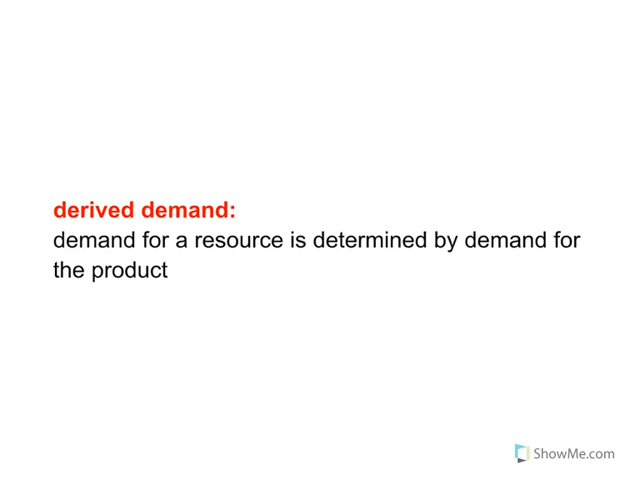 derived demand:
demand for a resource is determined by demand for
the product
ShowMe.com